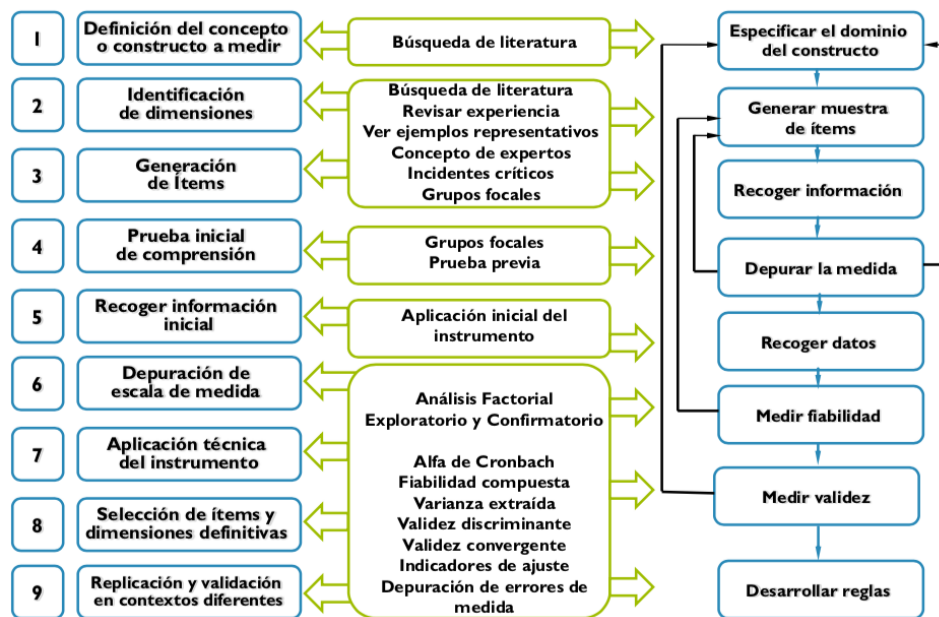 1
Definición del concepto
o constructo a medir
2
Identificación
de dimensiones
3
Generación
de Ítems
4
Prueba inicial
de comprensión
5
Recoger información
inicial
6
Depuración de
escala de medida
7
Aplicación técnica
del instrumento
8
Selección de ítems y
dimensiones definitivas
9
Replicación y validación
en contextos diferentes
Búsqueda de literatura
Búsqueda de literatura
Revisar experiencia
Ver ejemplos representativos
Concepto de expertos
Incidentes críticos
Grupos focales
Grupos focales
Prueba previa
Aplicación inicial del
instrumento
Análisis Factorial
Exploratorio y Confirmatorio
Alfa de Cronbach
Fiabilidad compuesta
Varianza extraída
Validez discriminante
Validez convergente
Indicadores de ajuste
Depuración de errores de
medida
Especificar el dominio
del constructo
Generar muestra
de ítems
Recoger información
Depurar la medida
Recoger datos
Medir fiabilidad
Medir validez
Desarrollar reglas